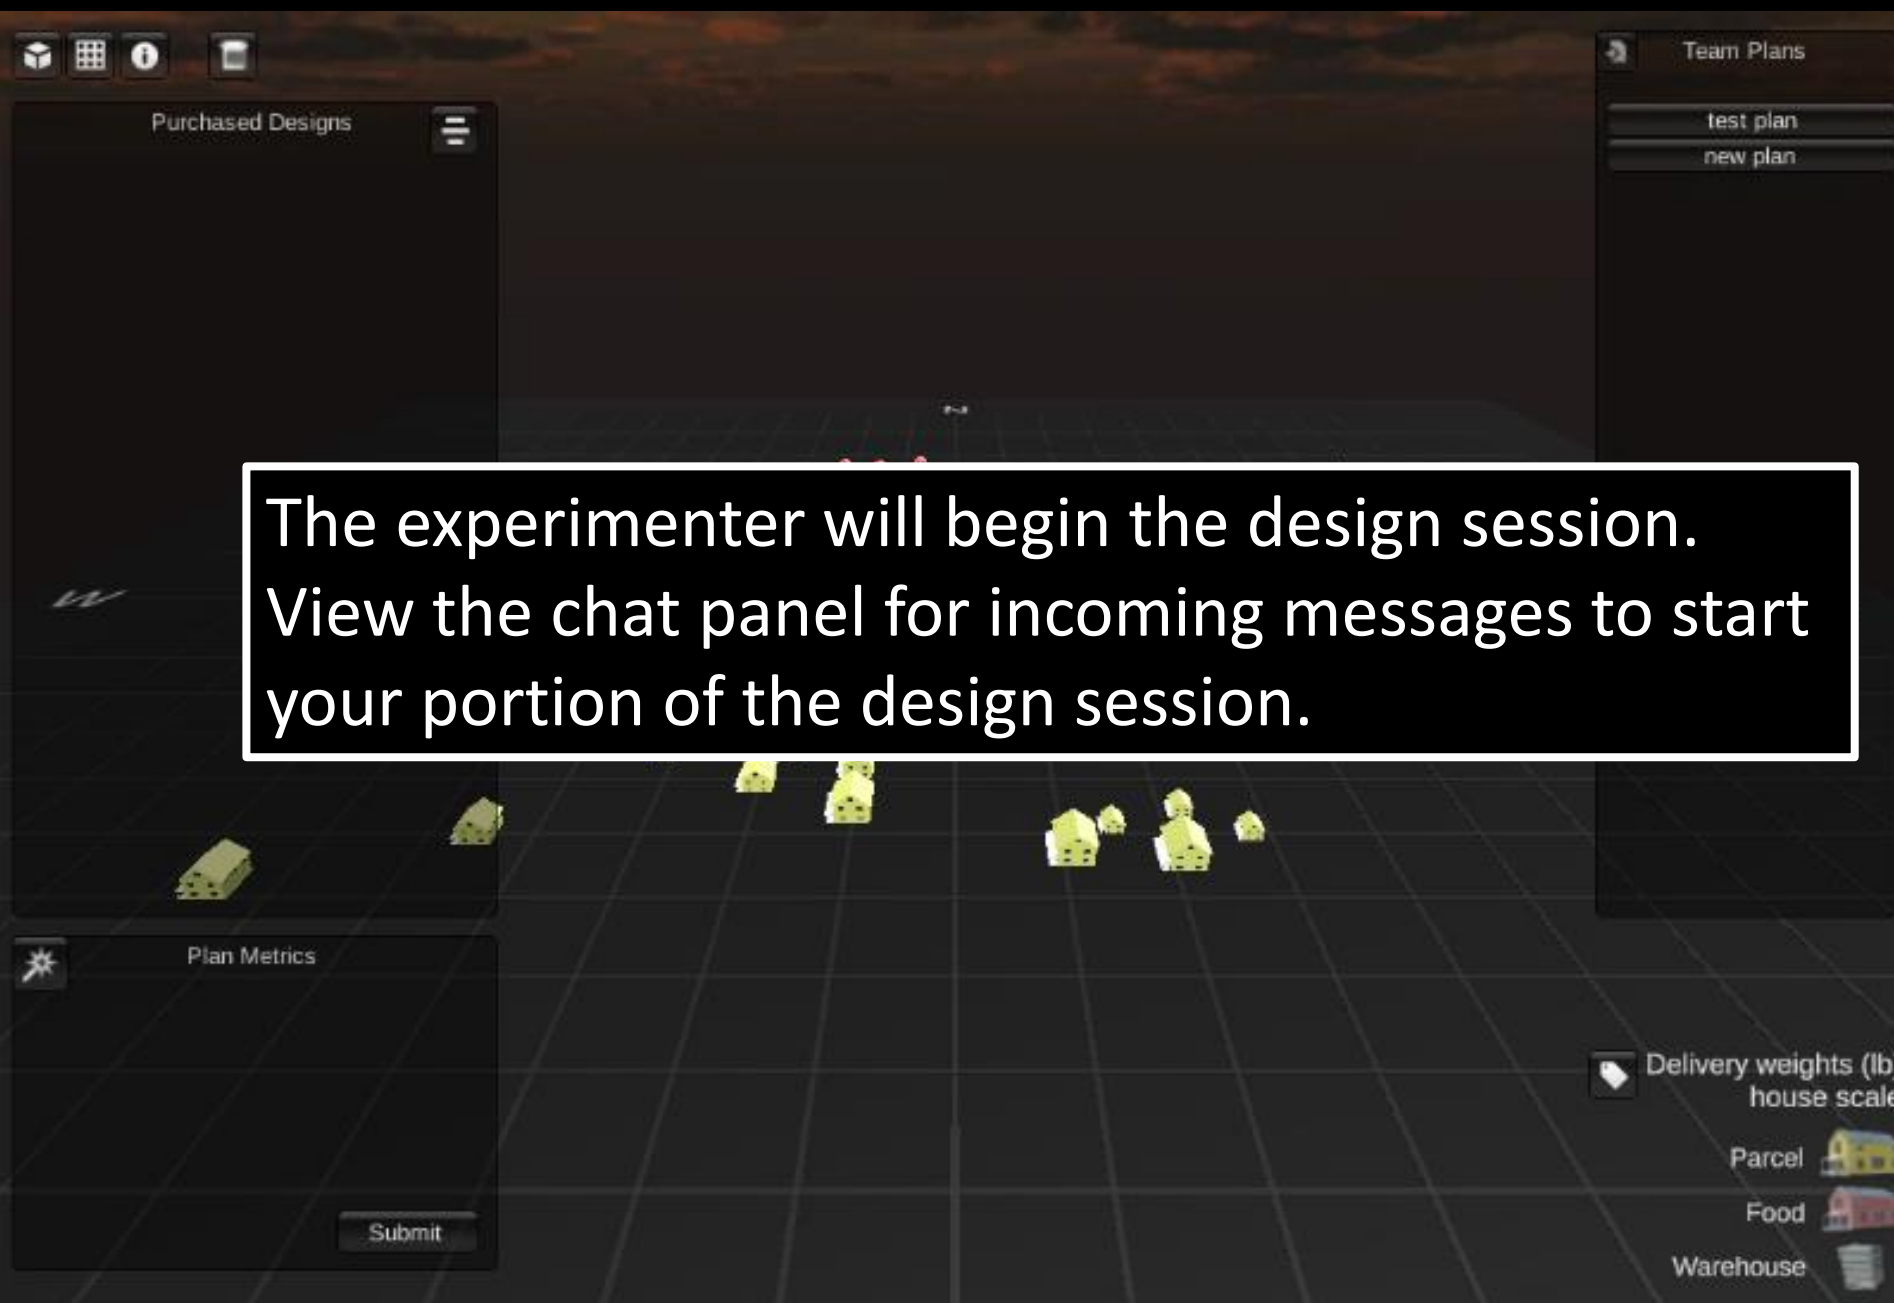 Team Plans
Purchased Designs
test plan
new plan
The experimenter will begin the design session.
View the chat panel for incoming messages to start
your portion of the design session.
W
Plan Metrics
Submit
Delivery weights (lb
house scale
Parcel
Food
Warehouse